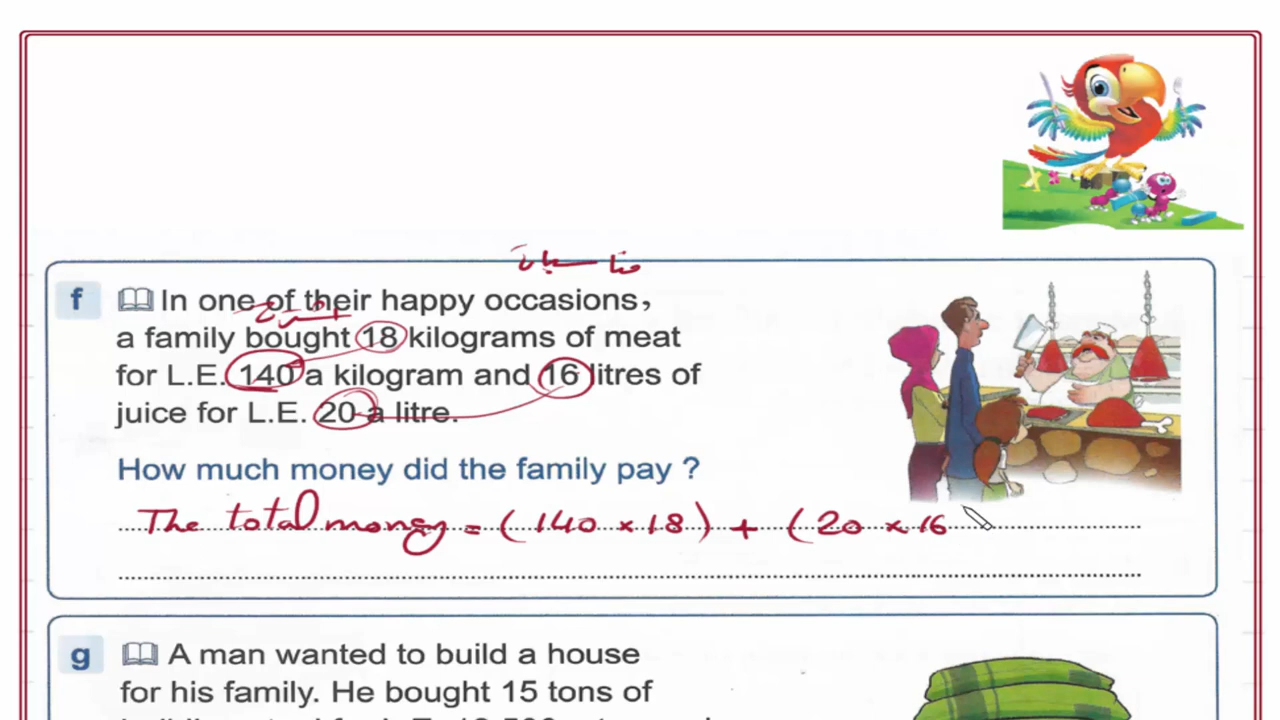 مناسبات
f In one of their happy occasions,
a family bought 18 kilograms of meat
for L.E. 140 a kilogram and 16 litres of
juice for L.E. 20 a litre.
How much money did the family pay ?
The total money = (140 × 18) + (20 × 16
g A man wanted to build a house
for his family. He bought 15 tons of